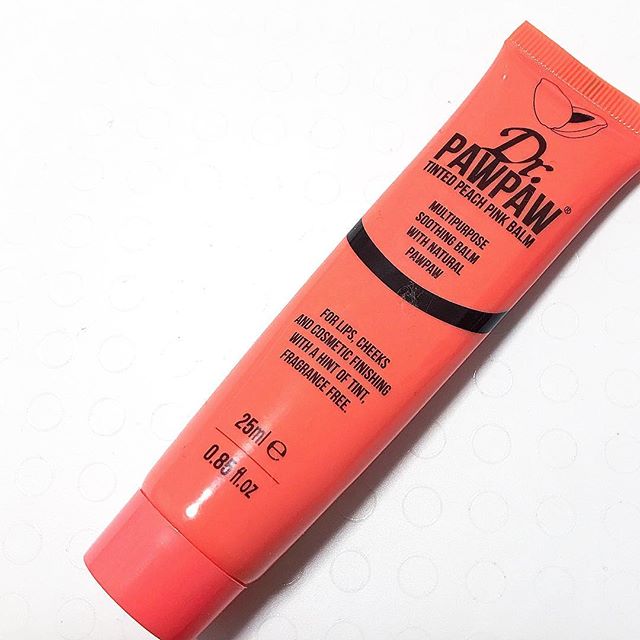 Dr.
PAWPAW®
TINTED PEACH PINK BALM
MULTIPURPOSE
SOOTHING BALM
WITH NATURAL
PAWPAW
FOR LIPS, CHEEKS
AND COSMETIC FINISHING
WITH A HINT OF TINT,
FRAGRANCE FREE.
25ml ℮
0.85 fl.oz